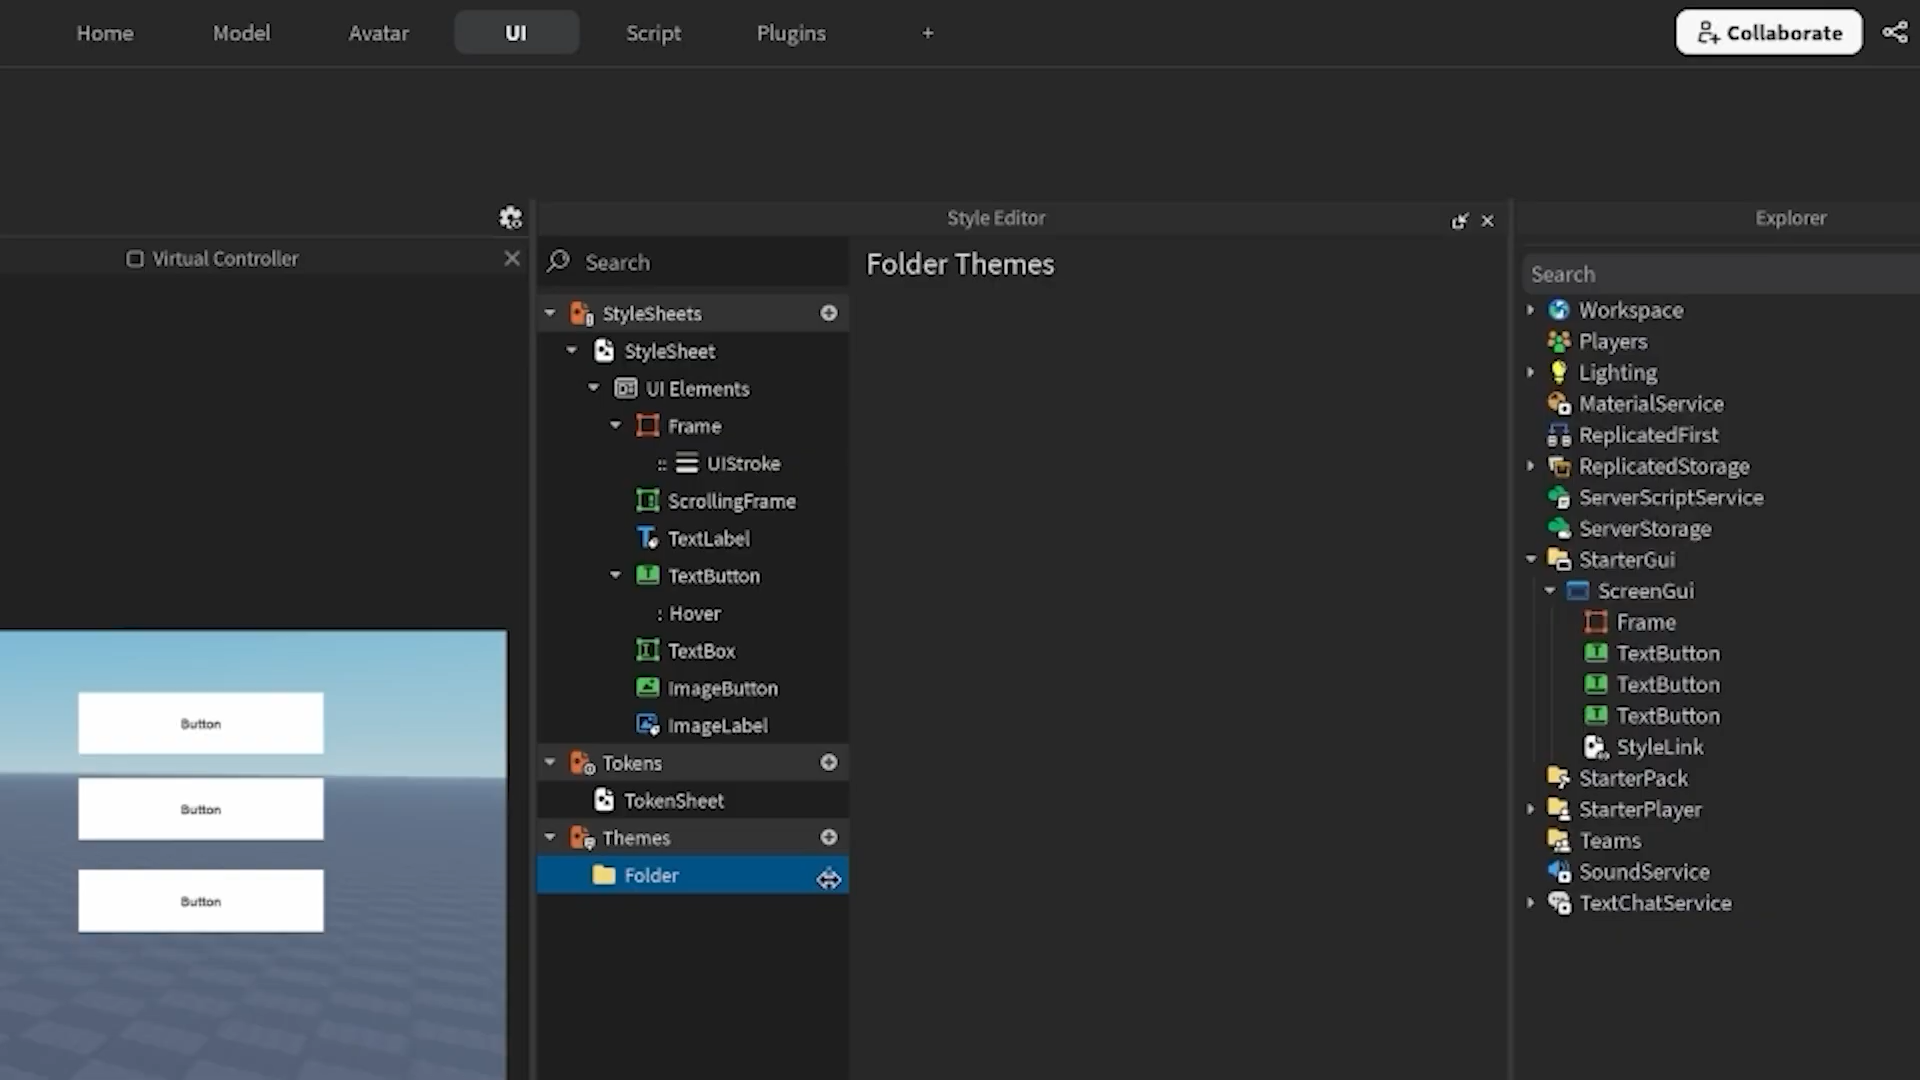 Home
Model
Avatar
UI
Script
Plugins
+
Collaborate
Virtual Controller
Button
Button
Button
Style Editor
Search
StyleSheets
StyleSheet
UI Elements
Frame
:: UIStroke
ScrollingFrame
TextLabel
TextButton
: Hover
TextBox
ImageButton
ImageLabel
Tokens
TokenSheet
Themes
Folder
Folder Themes
Explorer
Search
Workspace
Players
Lighting
MaterialService
ReplicatedFirst
ReplicatedStorage
ServerScriptService
ServerStorage
StarterGui
ScreenGui
Frame
TextButton
TextButton
TextButton
StyleLink
StarterPack
StarterPlayer
Teams
SoundService
TextChatService